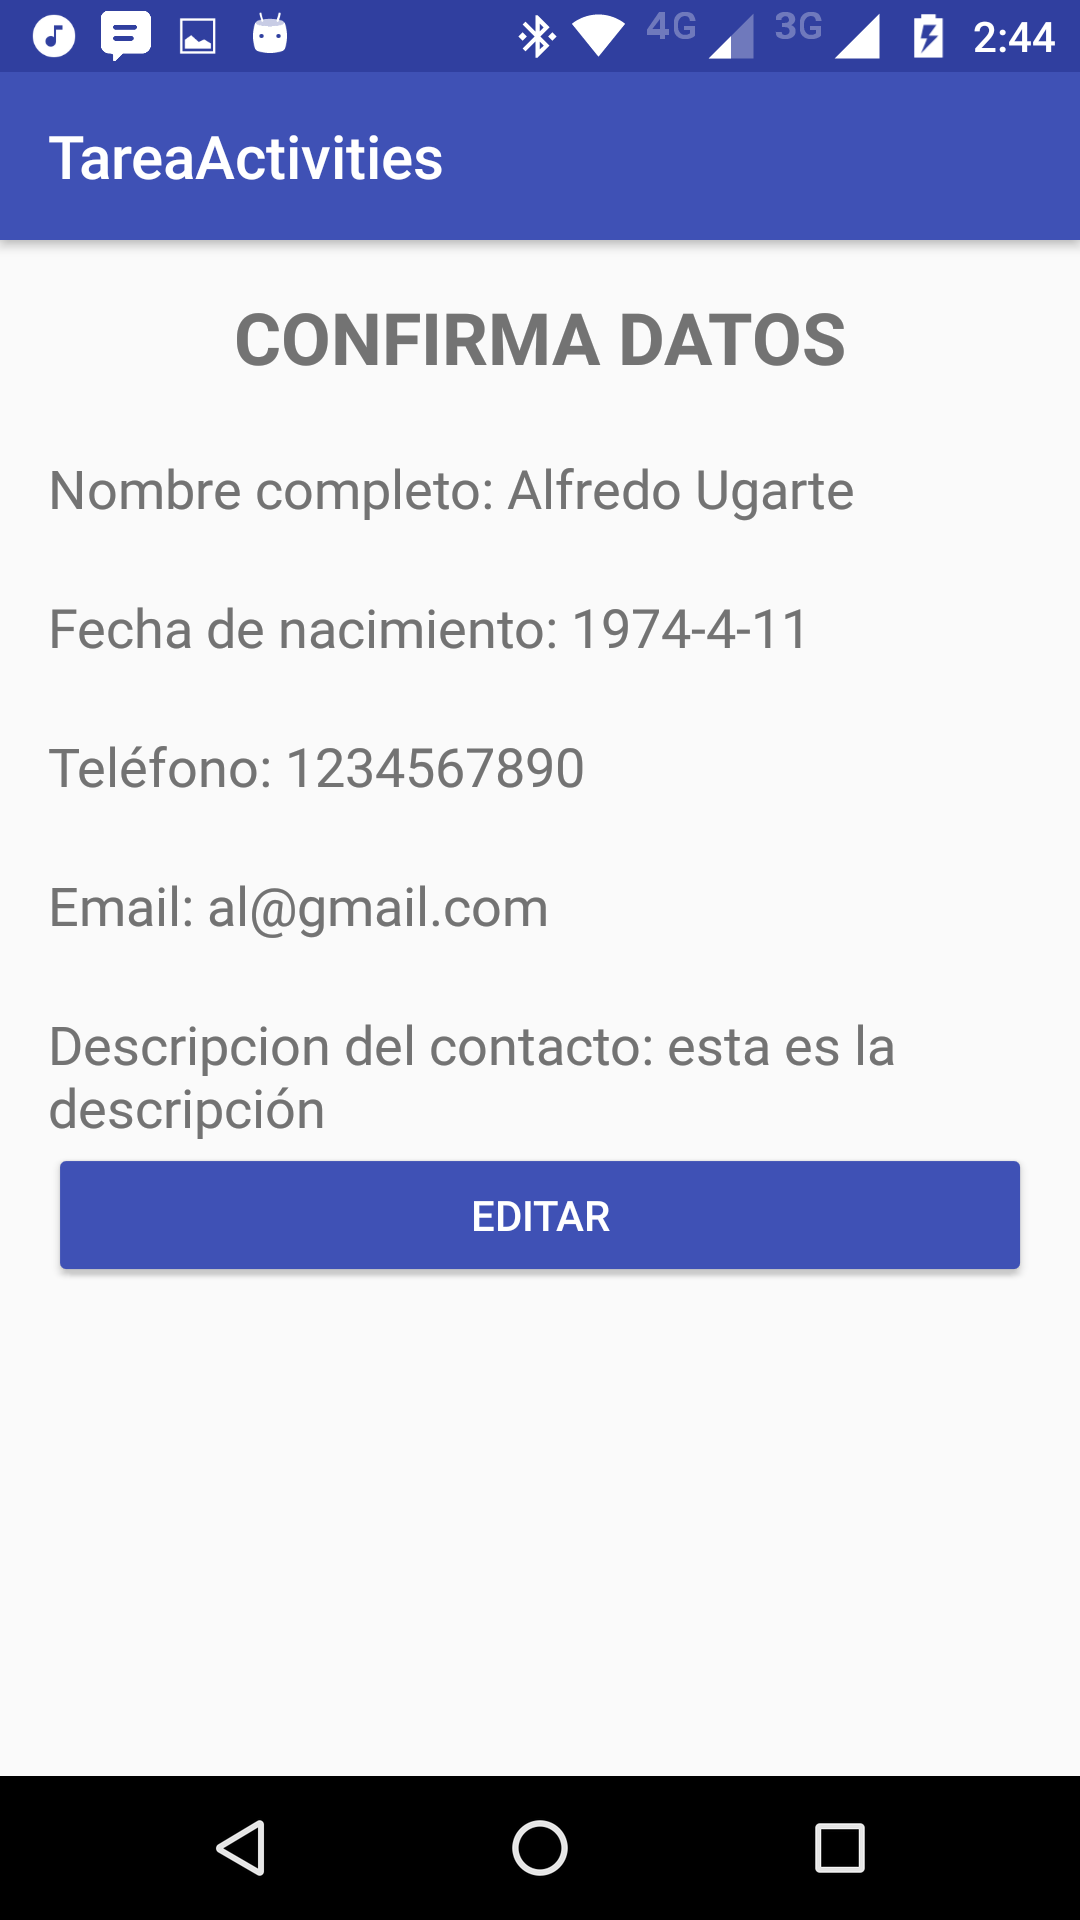 4G 3G 2:44
TareaActivities
CONFIRMA DATOS
Nombre completo: Alfredo Ugarte
Fecha de nacimiento: 1974-4-11
Teléfono: 1234567890
Email: al@gmail.com
Descripcion del contacto: esta es la
descripción
EDITAR